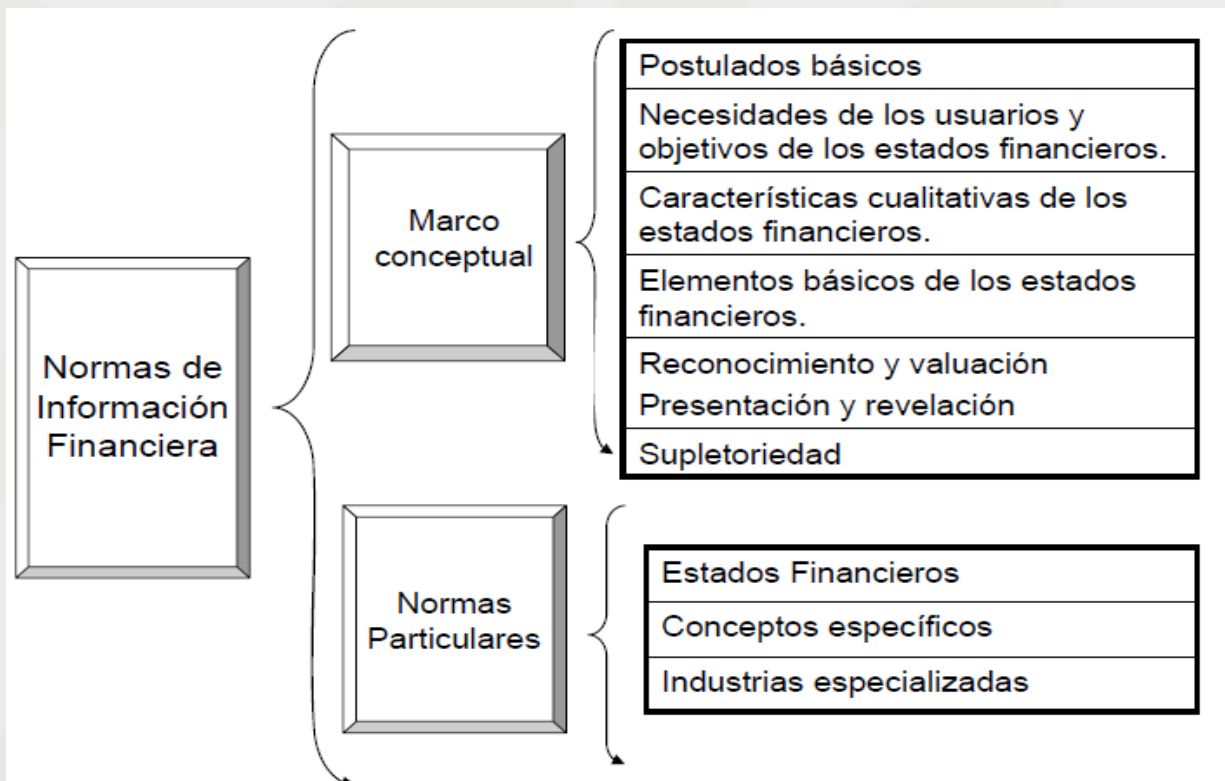 Normas de
Información
Financiera
Marco
conceptual
Postulados básicos
Necesidades de los usuarios y
objetivos de los estados financieros.
Característícas cualitativas de los
estados financieros.
Elementos básicos de los estados
financieros.
Reconocimiento y valuación
Presentación y revelación
Supletoriedad
Normas
Particulares
Estados Financieros
Conceptos específicos
Industrias especializadas